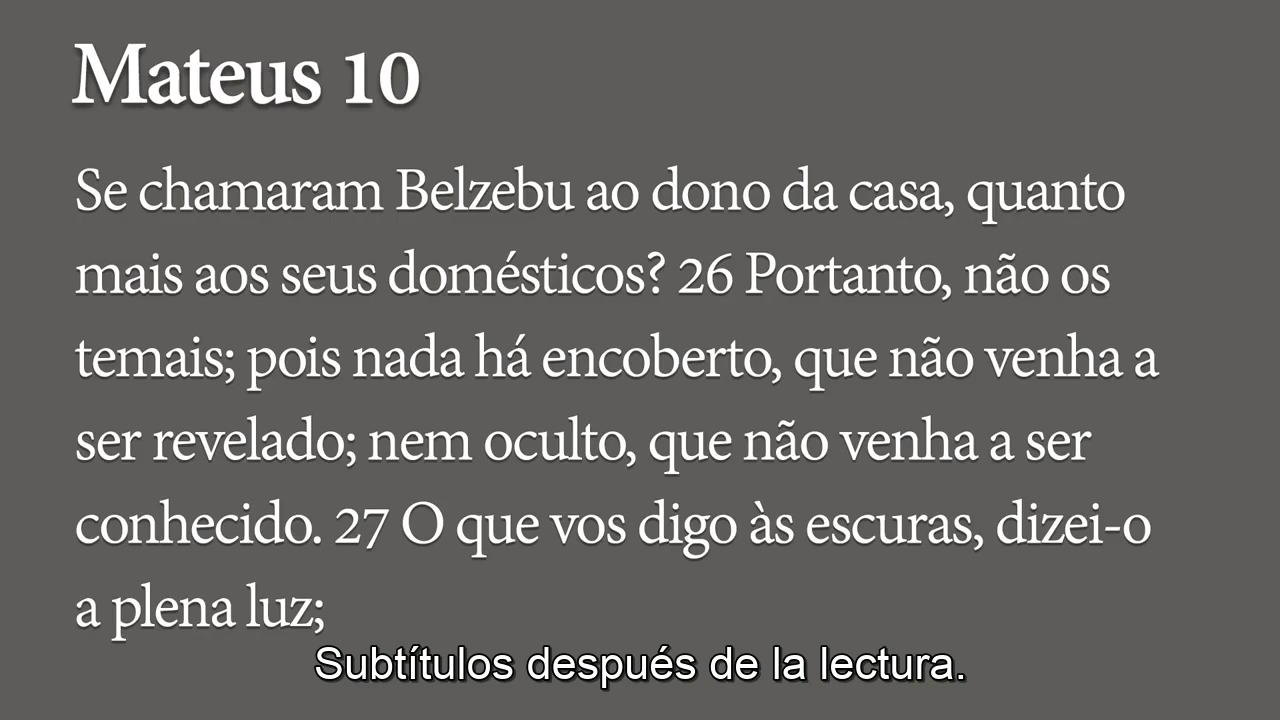 Mateus 10
Se chamaram Belzebu ao dono da casa, quanto
mais aos seus domésticos? 26 Portanto, não os
temais; pois nada há encoberto, que não venha a
ser revelado; nem oculto, que não venha a ser
conhecido. 27 O que vos digo às escuras, dizei-o
a plena luz;
Subtítulos después de la lectura.